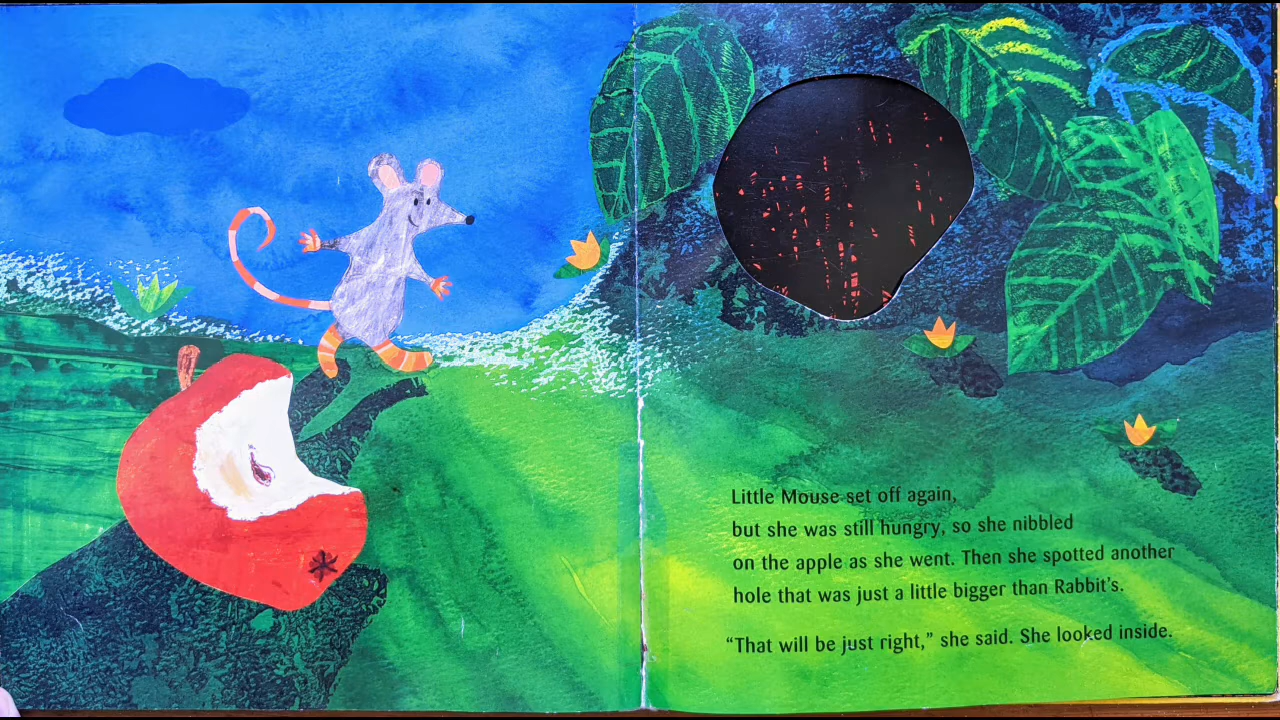 Little Mouse set off again,
but she was still hungry, so she nibbled
on the apple as she went. Then she spotted another
hole that was just a little bigger than Rabbit's.
“That will be just right,” she said. She looked inside.